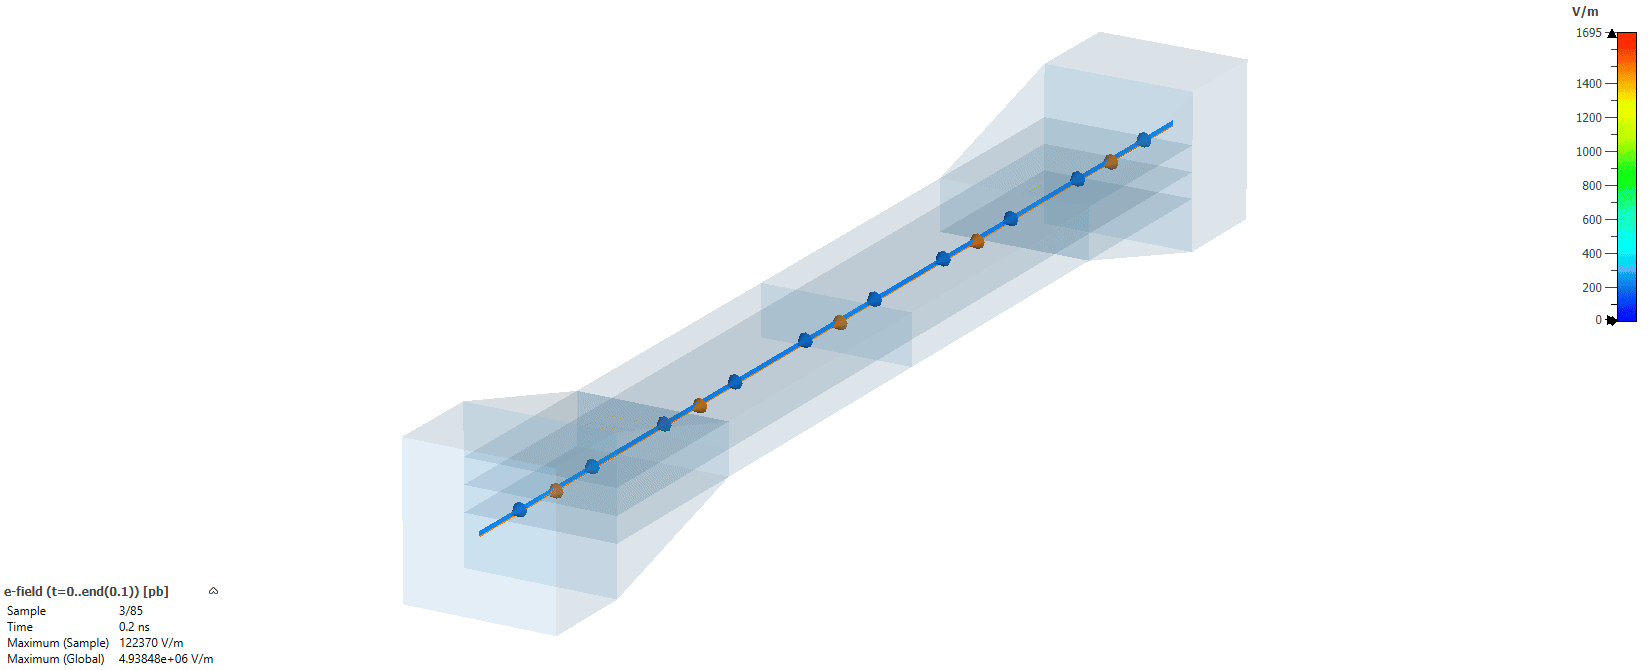 V/m
1695
1400
1200
1000
800
600
400
200
0
e-field (t=0..end(0.1)) [pb]
Sample 3/85
Time 0.2 ns
Maximum (Sample) 122370 V/m
Maximum (Global) 4.93848e+06 V/m